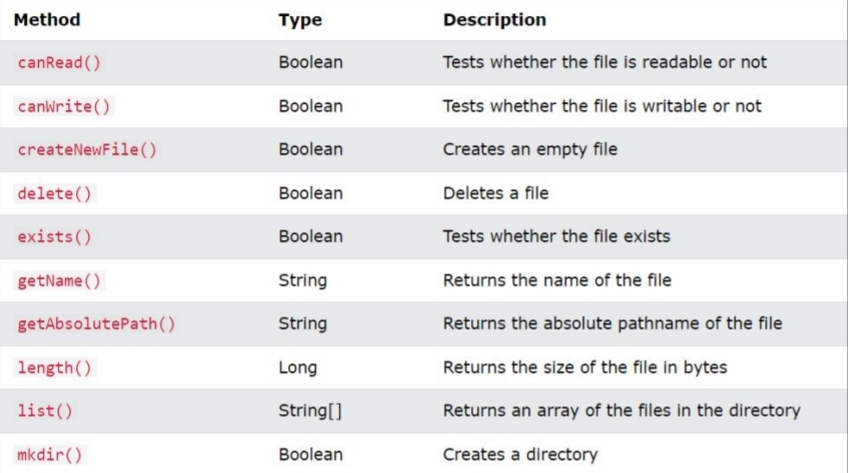 Method Type Description
canRead() Boolean Tests whether the file is readable or not
canWrite() Boolean Tests whether the file is writable or not
createNewFile() Boolean Creates an empty file
delete() Boolean Deletes a file
exists() Boolean Tests whether the file exists
getName() String Returns the name of the file
getAbsolutePath() String Returns the absolute pathname of the file
length() Long Returns the size of the file in bytes
list() String[] Returns an array of the files in the directory
mkdir() Boolean Creates a directory